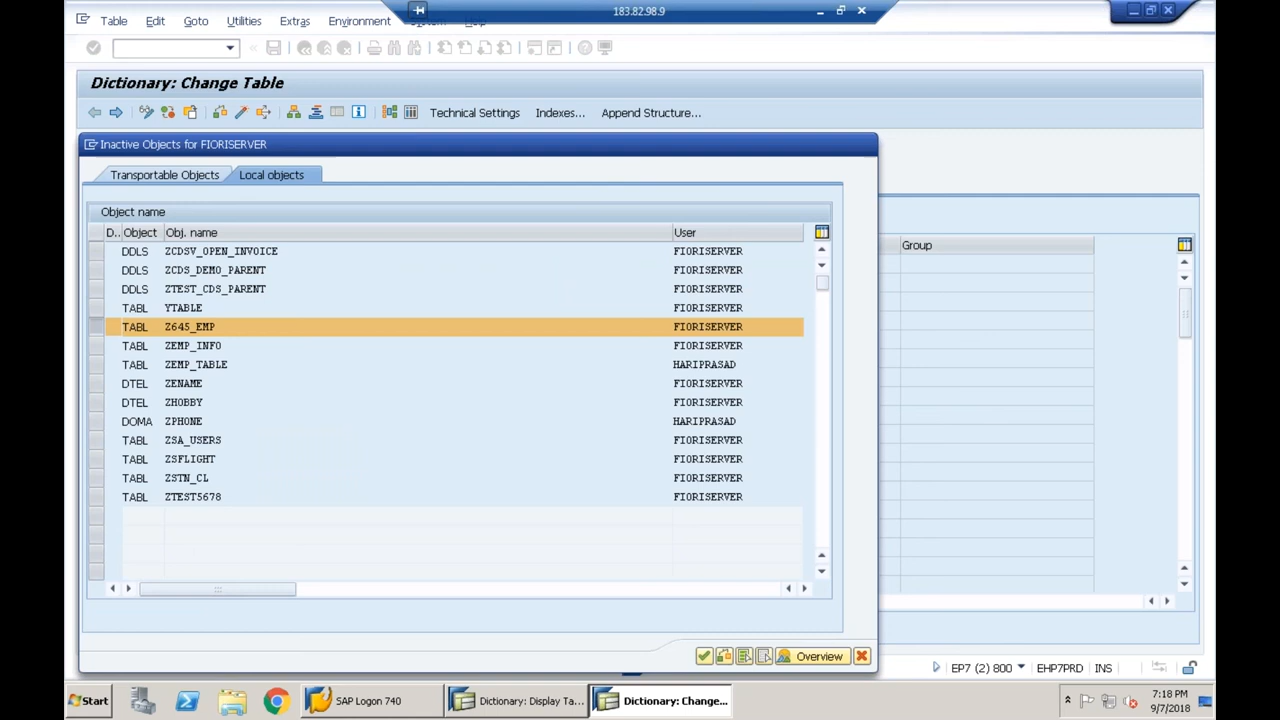 183.82.98.9
Table Edit Goto Utilities Extras Environment System Help
Dictionary: Change Table
Technical Settings Indexes... Append Structure...
Inactive Objects for FIORISERVER
Transportable Objects Local objects
Object name
D.. Object Obj. name User
Group
DDLS ZCDSV_OPEN_INVOICE FIORISERVER
DDLS ZCDS_DEMO_PARENT FIORISERVER
DDLS ZTEST_CDS_PARENT FIORISERVER
TABL YTABLE FIORISERVER
TABL Z645_EMP FIORISERVER
TABL ZEMP_INFO FIORISERVER
TABL ZEMP_TABLE HARIPRASAD
DTEL ZENAME FIORISERVER
DTEL ZHOBBY FIORISERVER
DOMA ZPHONE HARIPRASAD
TABL ZSA_USERS FIORISERVER
TABL ZSFLIGHT FIORISERVER
TABL ZSTN_CL FIORISERVER
TABL ZTEST5678 FIORISERVER
Overview
EP7 (2) 800 EHP7PRD INS
Start SAP Logon 740 Dictionary: Display Ta... Dictionary: Change... 7:18 PM
9/7/2018